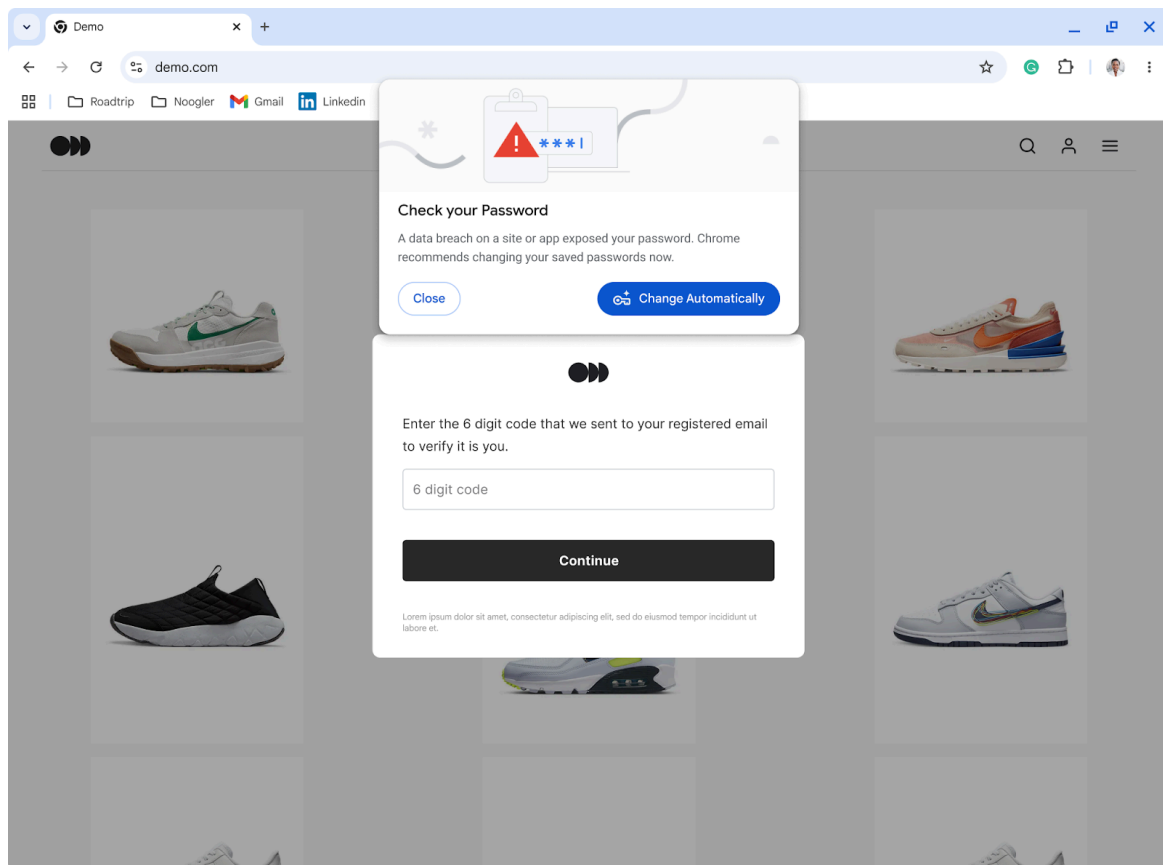 Demo
demo.com
Roadtrip
Noogler
Gmail
Linkedin
***
Check your Password
A data breach on a site or app exposed your password. Chrome
recommends changing your saved passwords now.
Close
Change Automatically
Enter the 6 digit code that we sent to your registered email
to verify it is you.
6 digit code
Continue
Lorem ipsum dolor sit amet, consectetur adipiscing elit, sed do eiusmod tempor incididunt ut
labore et.